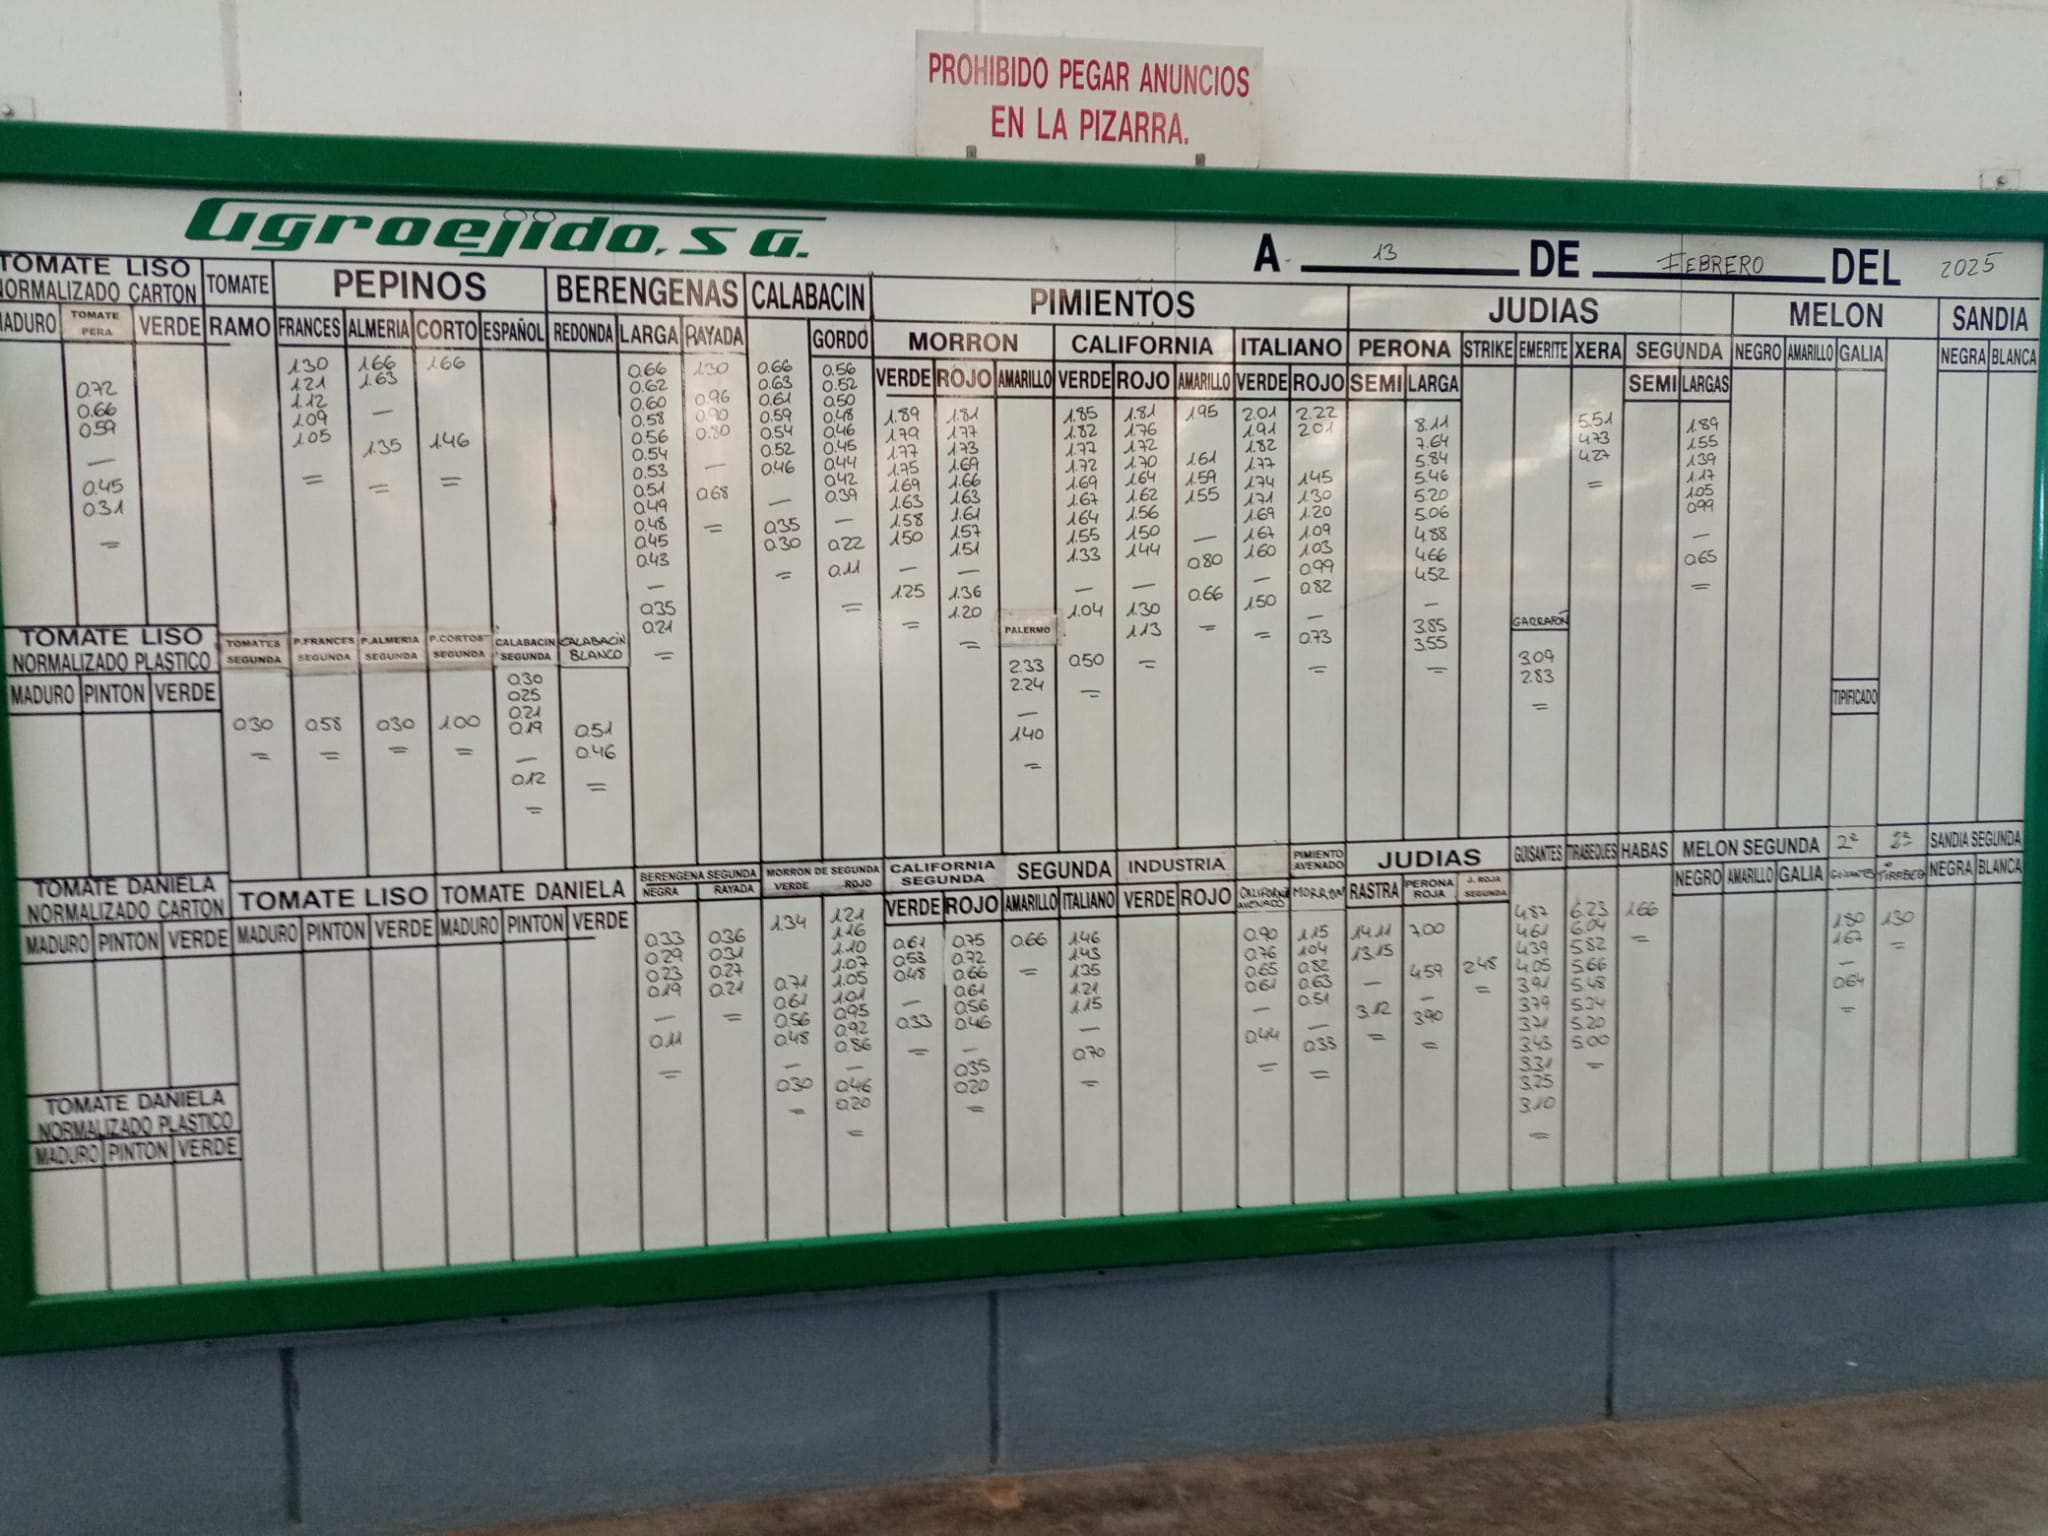 PROHIBIDO PEGAR ANUNCIOS
EN LA PIZARRA.
Agroejido, S A.
A 13 DE FEBRERO DEL 2025
TOMATE LISO
NORMALIZADO CARTON
TOMATE
PEPINOS
BERENGENAS
CALABACIN
PIMIENTOS
JUDIAS
MELON
SANDIA
TOMATE PERA
VERDE
RAMO
FRANCES
ALMERIA
CORTO
ESPAÑOL
REDONDA
LARGA
RAYADA
GORDO
MORRON
CALIFORNIA
ITALIANO
PERONA
STRIKE
EMERITE
XERA
SEGUNDA
NEGRO
AMARILLO
GALIA
NEGRA
BLANCA
VERDE
ROJO
AMARILLO
VERDE
ROJO
AMARILLO
VERDE
ROJO
SEMI
LARGA
SEMI
LARGAS
0.72
0.66
0.59
—
0.45
0.31
=
1.30
1.21
1.12
1.09
1.05
=
1.66
1.63
—
1.35
=
1.66
1.46
=
0.66
0.62
0.60
0.58
0.56
0.54
0.53
0.51
0.49
0.48
0.45
0.43
—
0.35
0.21
=
1.30
0.96
0.90
0.80
—
0.68
=
0.66
0.63
0.61
0.59
0.54
0.52
0.46
—
0.35
0.30
=
0.56
0.52
0.50
0.48
0.46
0.45
0.44
0.42
0.39
—
0.22
0.11
=
1.89
1.79
1.77
1.75
1.69
1.63
1.58
1.50
—
1.25
=
1.81
1.77
1.73
1.69
1.66
1.63
1.61
1.57
1.51
—
1.36
1.20
=
PALERMO
2.33
2.24
—
1.40
=
1.85
1.82
1.77
1.72
1.69
1.67
1.64
1.55
1.33
—
1.04
0.50
=
1.81
1.76
1.72
1.70
1.64
1.62
1.56
1.50
1.44
—
1.30
1.13
=
1.95
1.61
1.59
1.55
—
0.80
0.66
=
2.01
1.91
1.82
1.77
1.74
1.71
1.69
1.67
1.60
—
1.50
=
2.22
2.01
1.45
1.30
1.20
1.09
1.03
0.99
0.82
—
0.73
=
8.11
7.64
5.84
5.46
5.20
5.06
4.88
4.66
4.52
—
3.85
3.55
=
GARRAFON
3.09
2.83
=
5.51
4.73
4.27
=
1.89
1.55
1.39
1.17
1.05
0.99
—
0.65
=
TIPIFICADO
TOMATE LISO
NORMALIZADO PLASTICO
MADURO
PINTON
VERDE
TOMATES SEGUNDA
P.FRANCES SEGUNDA
P.ALMERIA SEGUNDA
P.CORTOS SEGUNDA
CALABACIN SEGUNDA
CALABACIN BLANCO
0.30
=
0.58
=
0.30
=
1.00
=
0.30
0.25
0.21
0.19
—
0.12
=
0.51
0.46
=
TOMATE DANIELA
NORMALIZADO CARTON
TOMATE LISO
TOMATE DANIELA
BERENGENA SEGUNDA
MORRON DE SEGUNDA
CALIFORNIA SEGUNDA
SEGUNDA
INDUSTRIA
PIMIENTO AVENADO
JUDIAS
GUISANTES
TIRABEQUES
HABAS
MELON SEGUNDA
SANDIA SEGUNDA
MADURO
PINTON
VERDE
MADURO
PINTON
VERDE
MADURO
PINTON
VERDE
NEGRA
RAYADA
VERDE
ROJO
VERDE
ROJO
AMARILLO
ITALIANO
VERDE
ROJO
CALIFORNIA AVENADO
MORRON
RASTRA
PERONA ROJA
J. ROJA SEGUNDA
NEGRO
AMARILLO
GALIA
NEGRA
BLANCA
0.33
0.29
0.23
0.19
—
0.11
=
0.36
0.31
0.27
0.21
=
1.34
0.71
0.61
0.56
0.48
—
0.30
=
1.21
1.16
1.10
1.07
1.05
1.01
0.95
0.92
0.86
—
0.46
0.20
=
0.61
0.53
0.48
—
0.33
=
0.75
0.72
0.66
0.61
0.56
0.46
—
0.35
0.20
=
0.66
=
1.46
1.43
1.35
1.21
1.15
—
0.70
=
0.90
0.76
0.65
0.61
—
0.44
=
1.15
1.04
0.82
0.63
0.51
—
0.33
=
14.11
13.15
—
3.12
=
7.00
4.59
—
3.90
=
2.48
=
4.87
4.61
4.39
4.05
3.91
3.79
3.71
3.43
3.31
3.25
3.10
=
6.23
6.04
5.82
5.66
5.48
5.34
5.20
5.00
=
1.66
=
1.80
1.67
—
0.64
=
1.30
=
TOMATE DANIELA
NORMALIZADO PLASTICO
MADURO
PINTON
VERDE